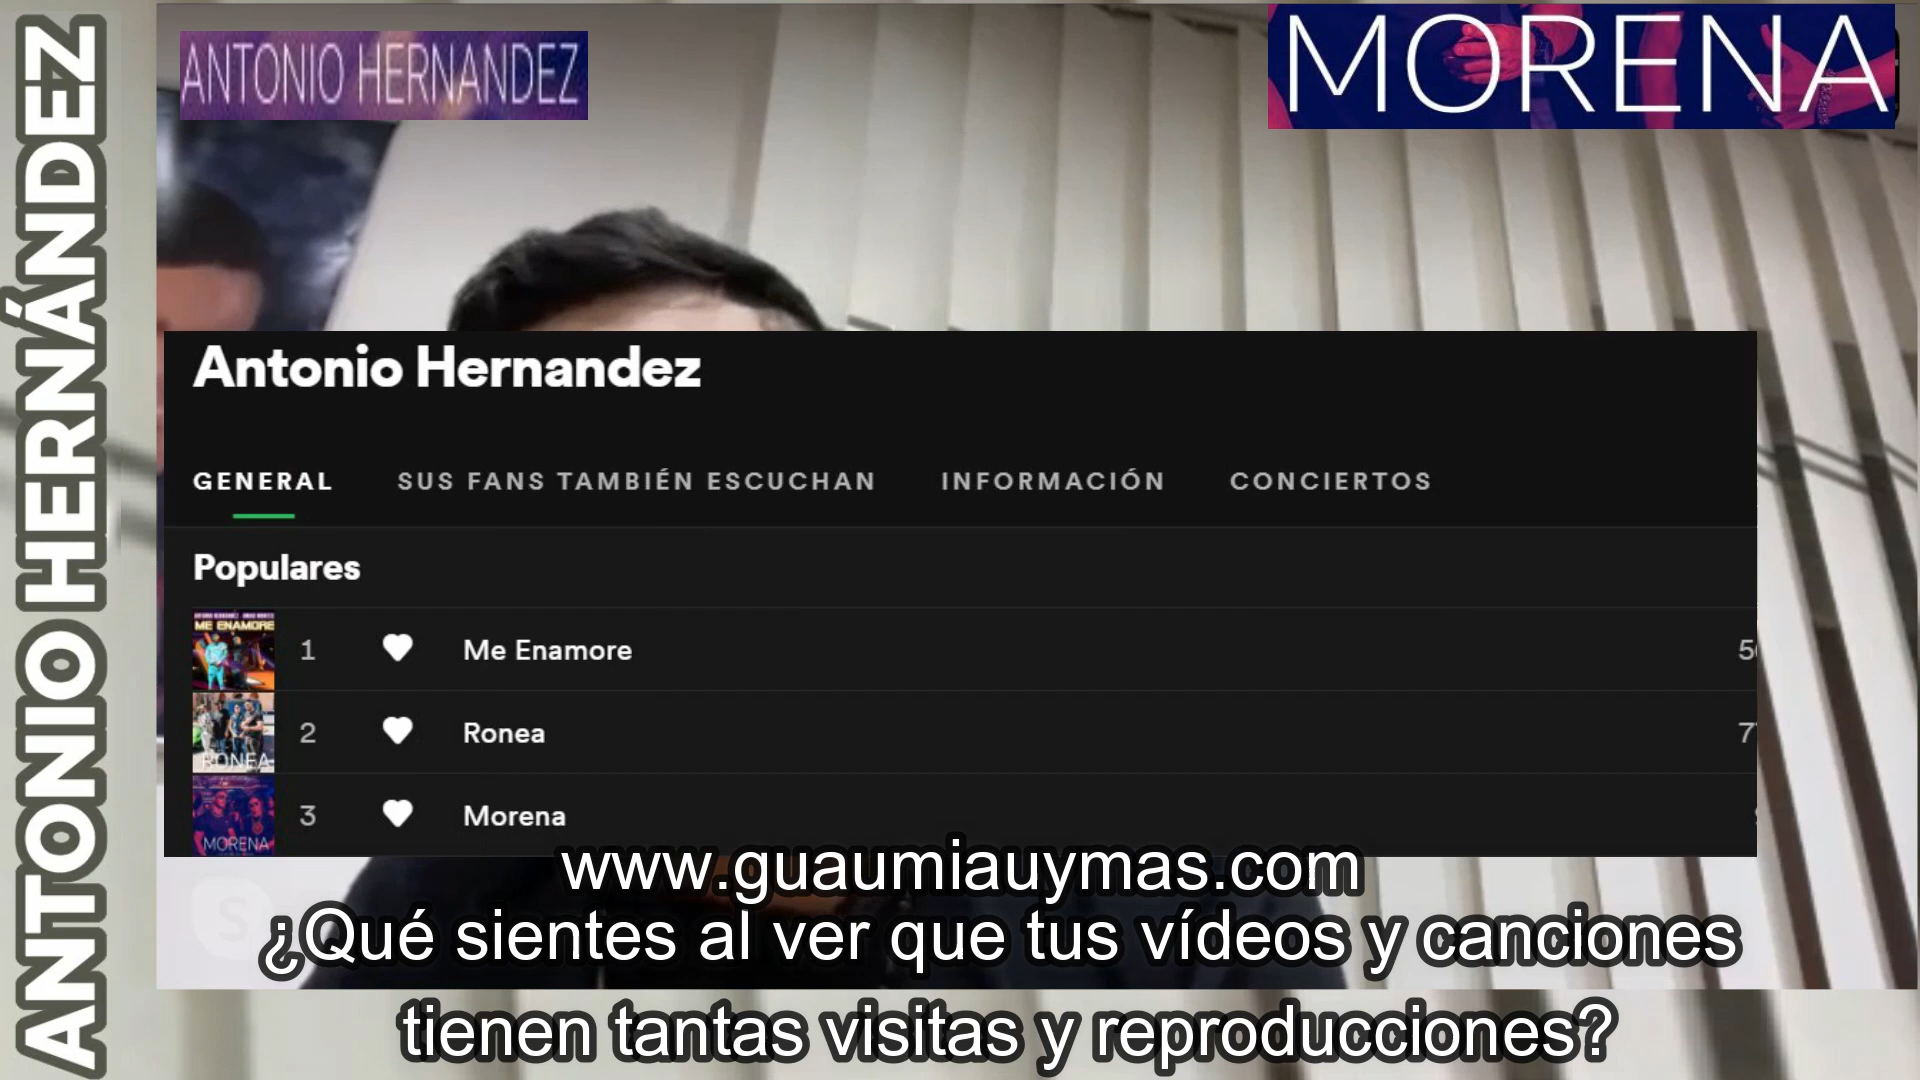 ANTONIO HERNÁNDEZ
ANTONIO HERNANDEZ
MORENA
Antonio Hernandez
GENERAL SUS FANS TAMBIÉN ESCUCHAN INFORMACIÓN CONCIERTOS
Populares
ME ENAMORE
1 Me Enamore
RONEA
2 Ronea
MORENA
3 Morena
www.guaumiauymas.com
¿Qué sientes al ver que tus vídeos y canciones
tienen tantas visitas y reproducciones?